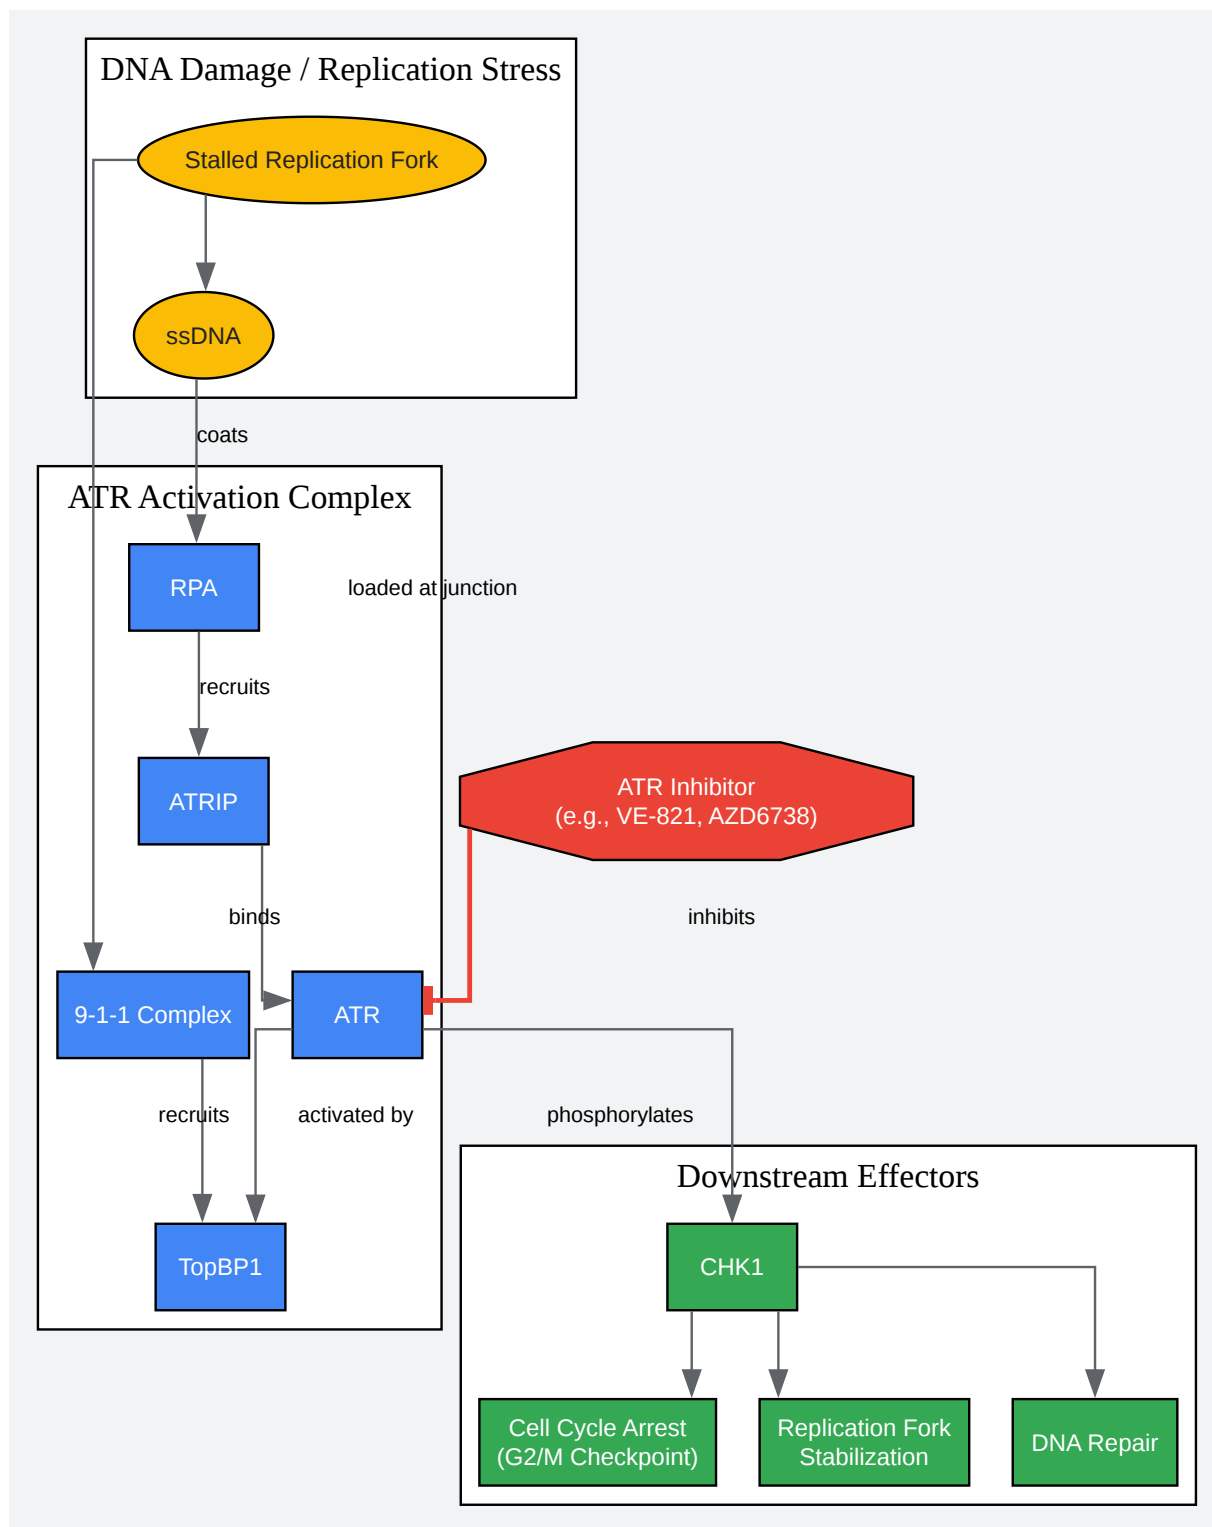 DNA Damage / Replication Stress
Stalled Replication Fork
ssDNA
coats
ATR Activation Complex
RPA
loaded at junction
recruits
ATRIP
ATR Inhibitor
(e.g., VE-821, AZD6738)
binds
inhibits
9-1-1 Complex
ATR
recruits
activated by
phosphorylates
Downstream Effectors
TopBP1
CHK1
Cell Cycle Arrest
(G2/M Checkpoint)
Replication Fork
Stabilization
DNA Repair